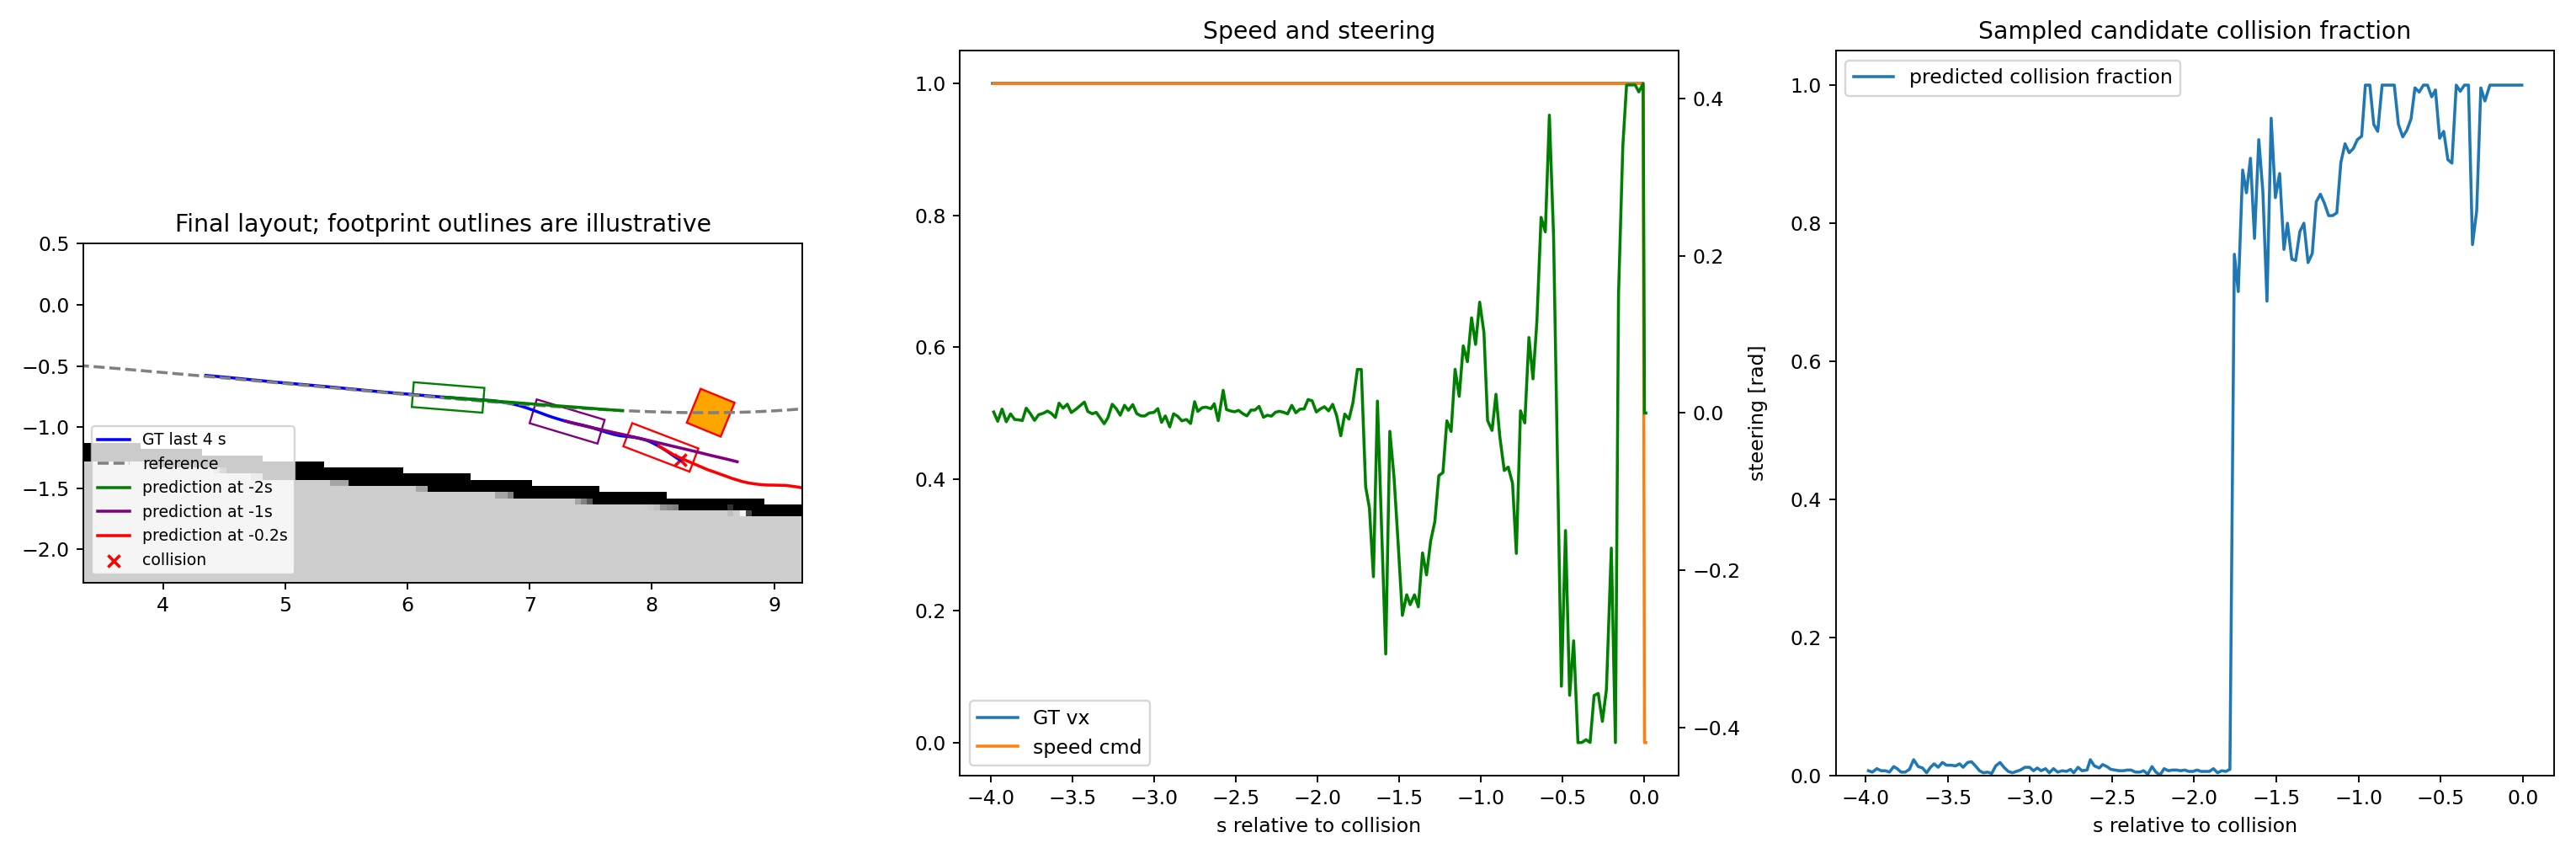 Final layout; footprint outlines are illustrative
0.5
0.0
−0.5
−1.0
−1.5
−2.0
4 5 6 7 8 9
GT last 4 s
reference
prediction at -2s
prediction at -1s
prediction at -0.2s
collision
Speed and steering
1.0
0.8
0.6
0.4
0.2
0.0
0.4
0.2
0.0
−0.2
−0.4
steering [rad]
GT vx
speed cmd
−4.0 −3.5 −3.0 −2.5 −2.0 −1.5 −1.0 −0.5 0.0
s relative to collision
Sampled candidate collision fraction
predicted collision fraction
1.0
0.8
0.6
0.4
0.2
0.0
−4.0 −3.5 −3.0 −2.5 −2.0 −1.5 −1.0 −0.5 0.0
s relative to collision